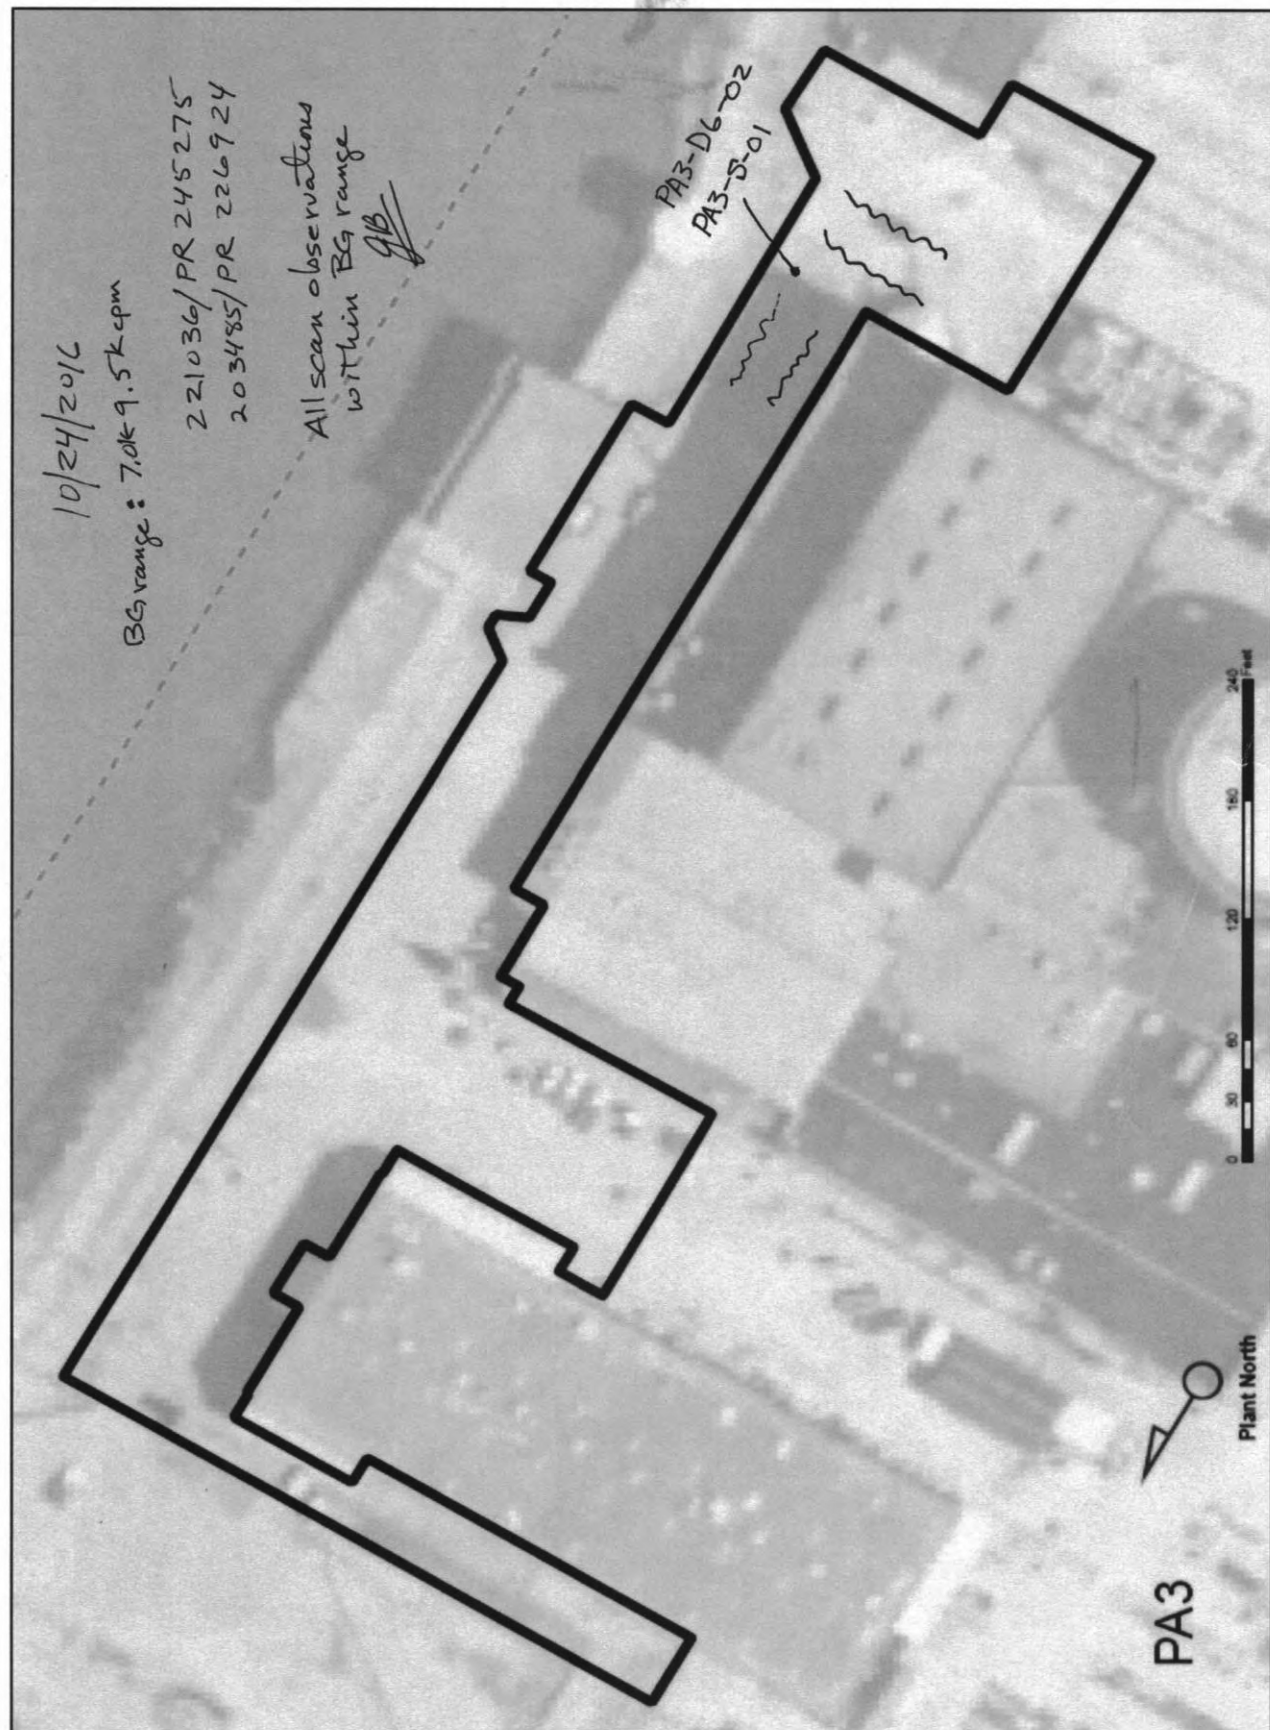 10/24/2016
BG range: 7.0k-9.5k cpm
221036/PR 245275
203485/PR 226924
All scan observations
within BG range
PA3-DG-02
PA3-S-01
0 30 60 120 180 240
Feet
Plant North
PA3